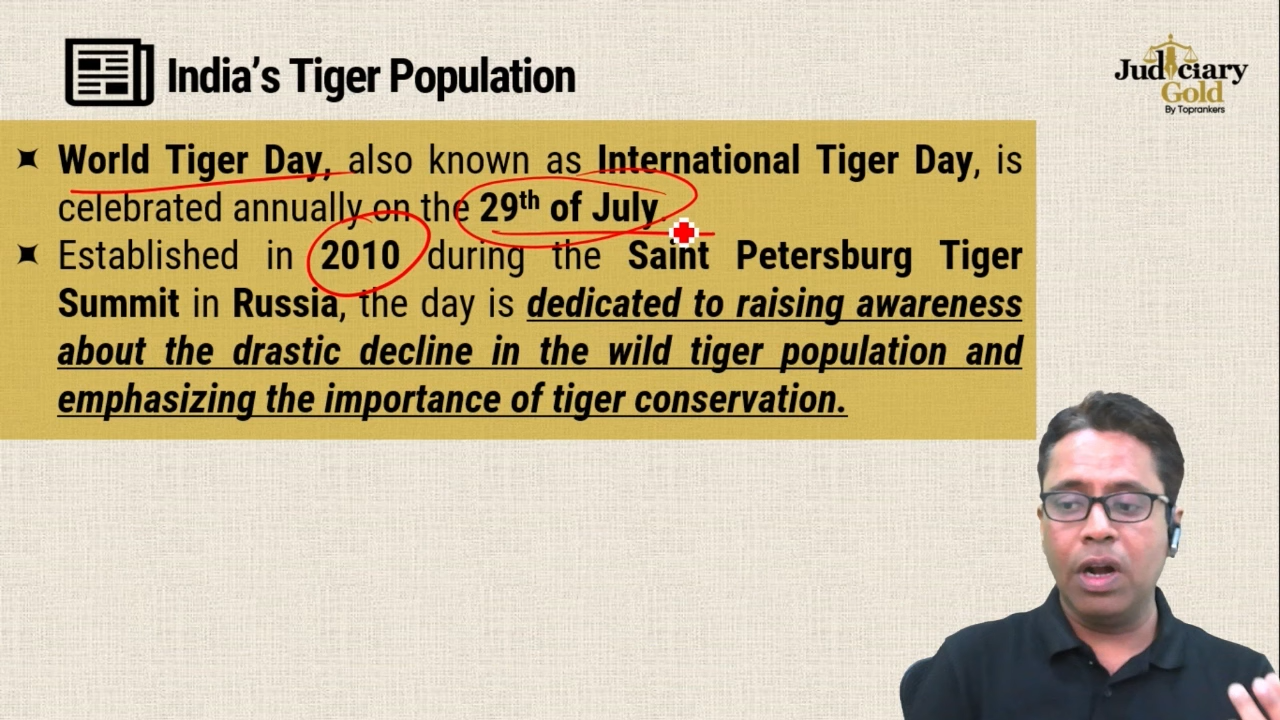 India’s Tiger Population
Judiciary
Gold
By Toprankers
World Tiger Day, also known as International Tiger Day, is
celebrated annually on the 29th of July.
Established in 2010 during the Saint Petersburg Tiger
Summit in Russia, the day is dedicated to raising awareness
about the drastic decline in the wild tiger population and
emphasizing the importance of tiger conservation.